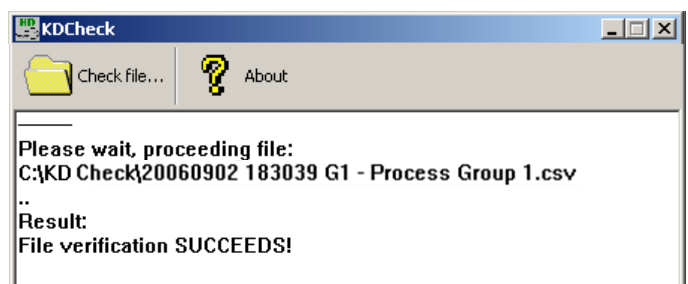 HD
KDCheck
Check file...
About
Please wait, proceeding file:
C:\KD Check\20060902 183039 G1 - Process Group 1.csv
..
Result:
File verification SUCCEEDS!